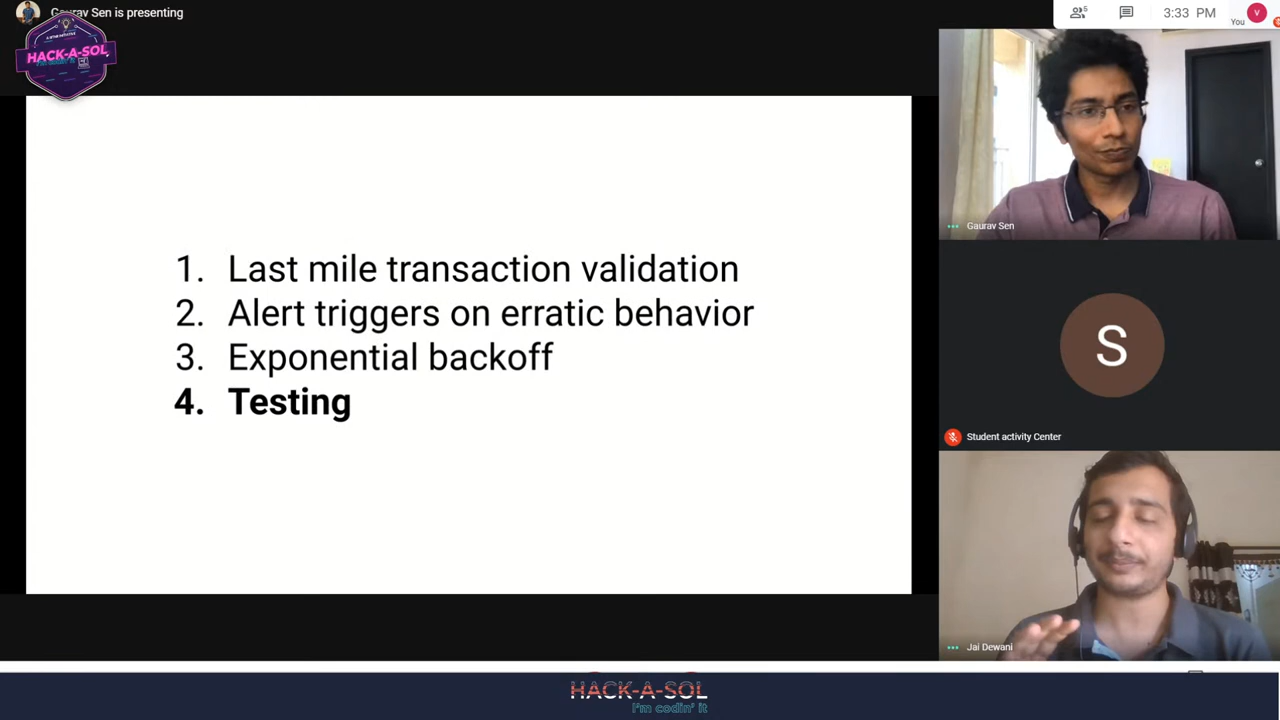 Gaurav Sen is presenting
HACK-A-SOL
5
3:33 PM
You
V
1. Last mile transaction validation
2. Alert triggers on erratic behavior
3. Exponential backoff
4. Testing
Gaurav Sen
S
Student activity Center
Jai Dewani
HACK-A-SOL
I'm codin' it